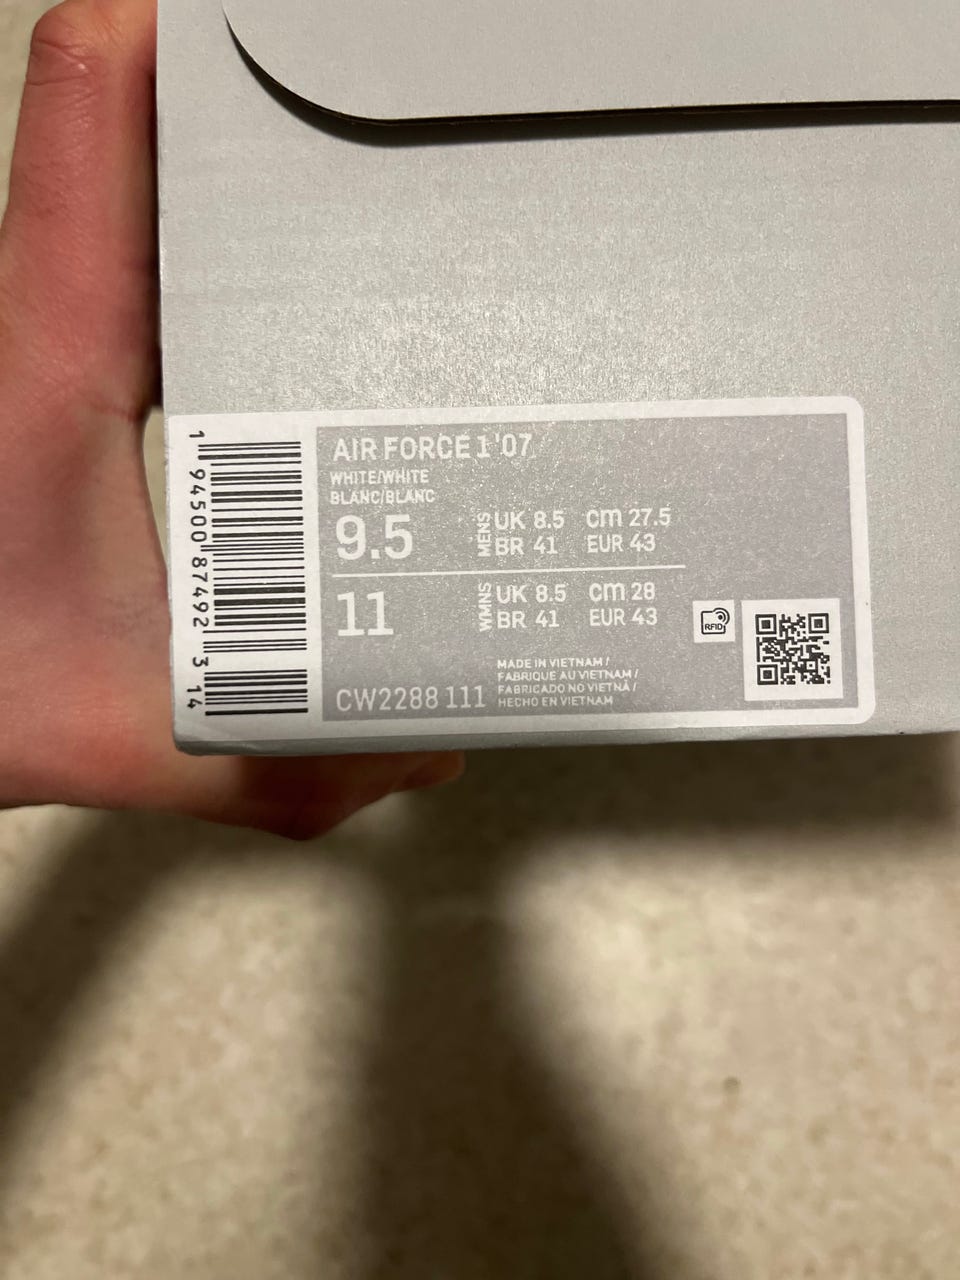 AIR FORCE 1 '07
WHITE/WHITE
BLANC/BLANC
9.5 MENS UK 8.5 cm 27.5
BR 41 EUR 43
11 WMNS UK 8.5 cm 28
BR 41 EUR 43
RFID
CW2288 111
MADE IN VIETNAM /
FABRIQUE AU VIETNAM /
FABRICADO NO VIETNÃ /
HECHO EN VIETNAM
1 94500 87492 3 14